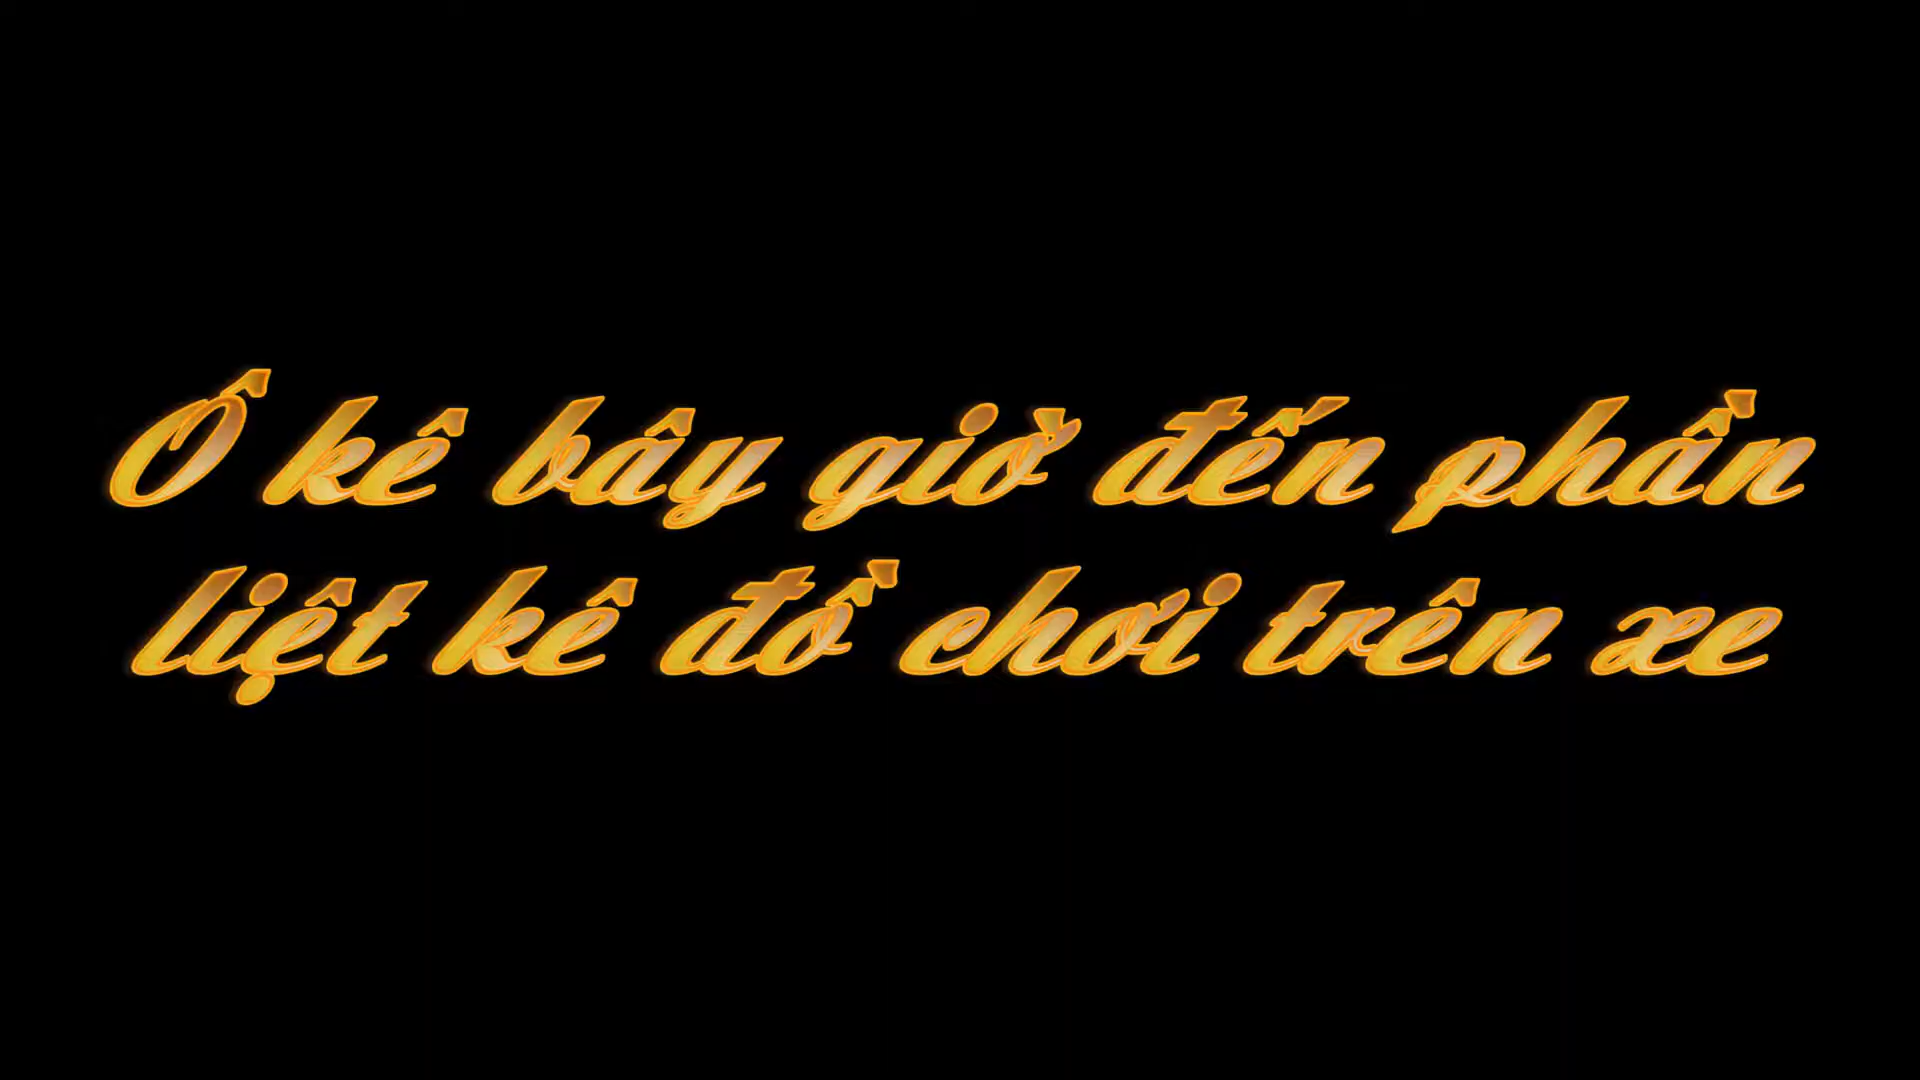 Ô kê bây giờ đến phần
liệt kê đồ chơi trên xe